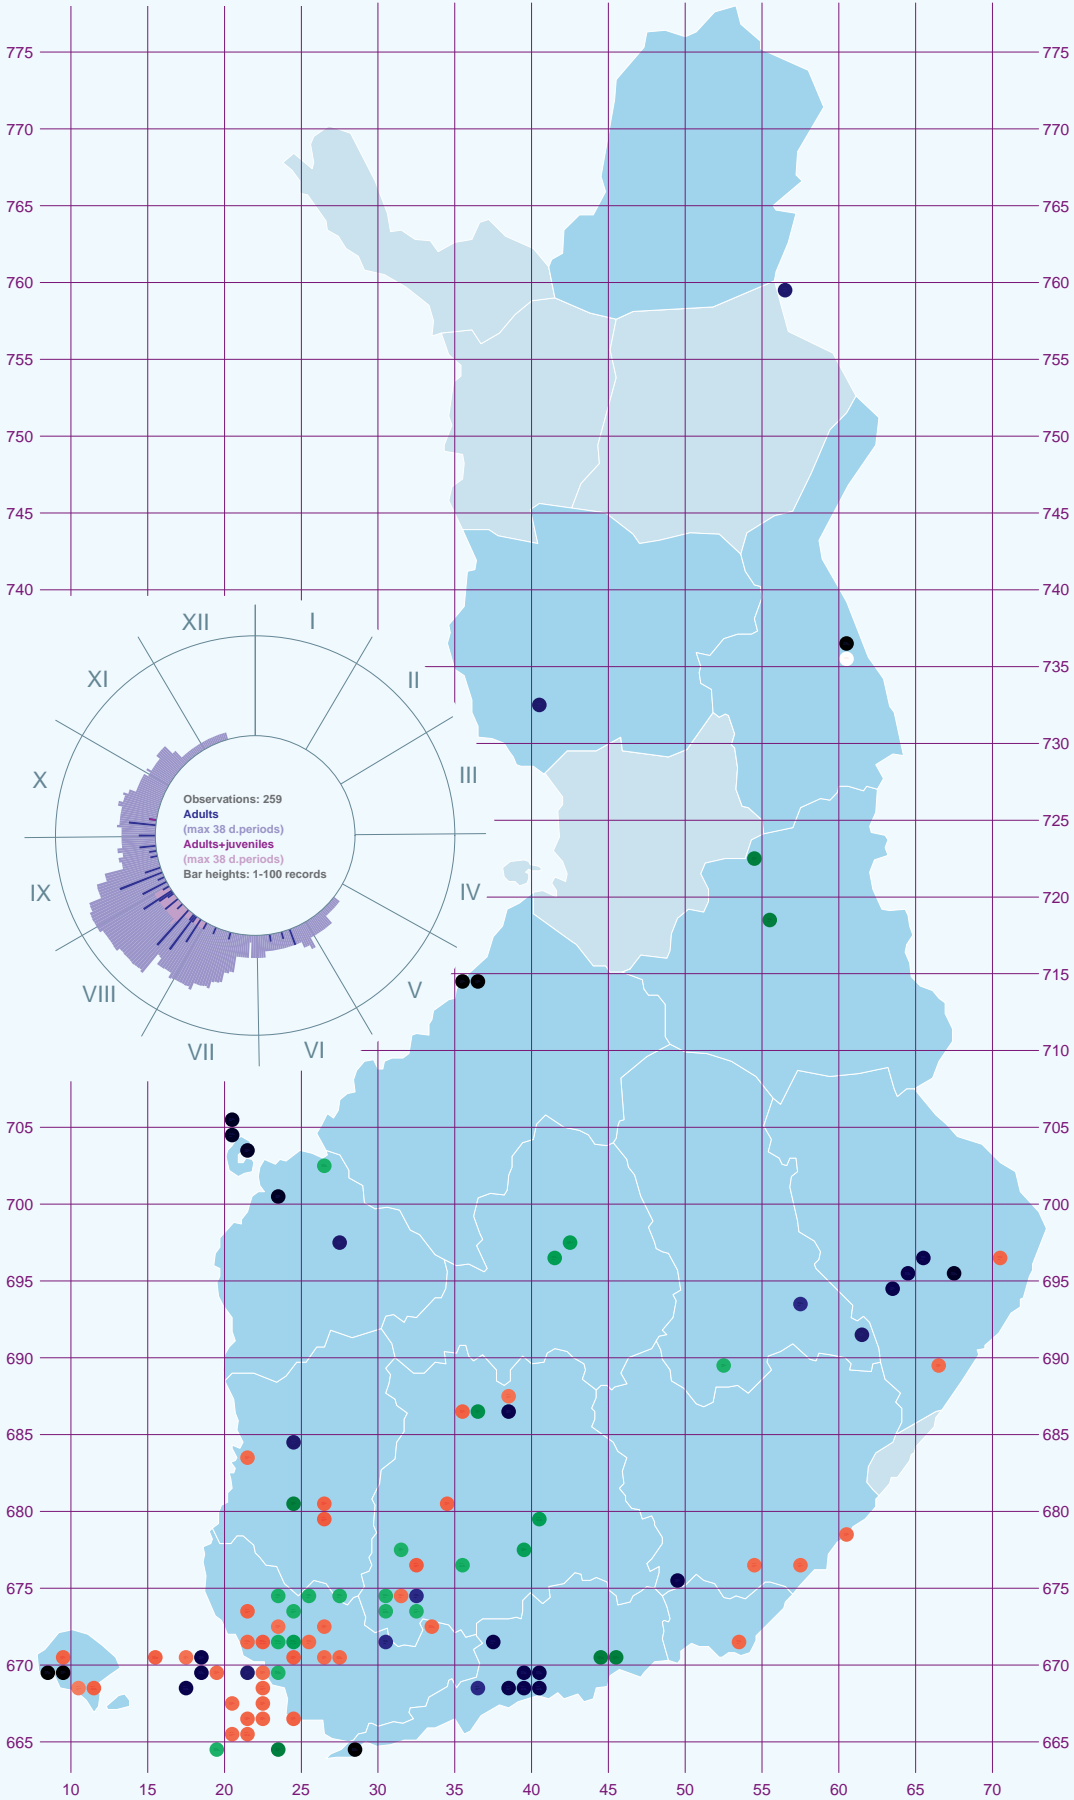 775 775
770 770
765 765
760 760
755 755
750 750
745 745
740 740
XII I
XI II
735 735
730 730
X III
Observations: 259
Adults
725 725
(max 38 d.periods)
Adults+juveniles
(max 38 d.periods)
Bar heights: 1-100 records
IX IV
720 720
VIII V
715 715
VII VI
710 710
705 705
700 700
695 695
690 690
685 685
680 680
675 675
670 670
665 665
10 15 20 25 30 35 40 45 50 55 60 65 70